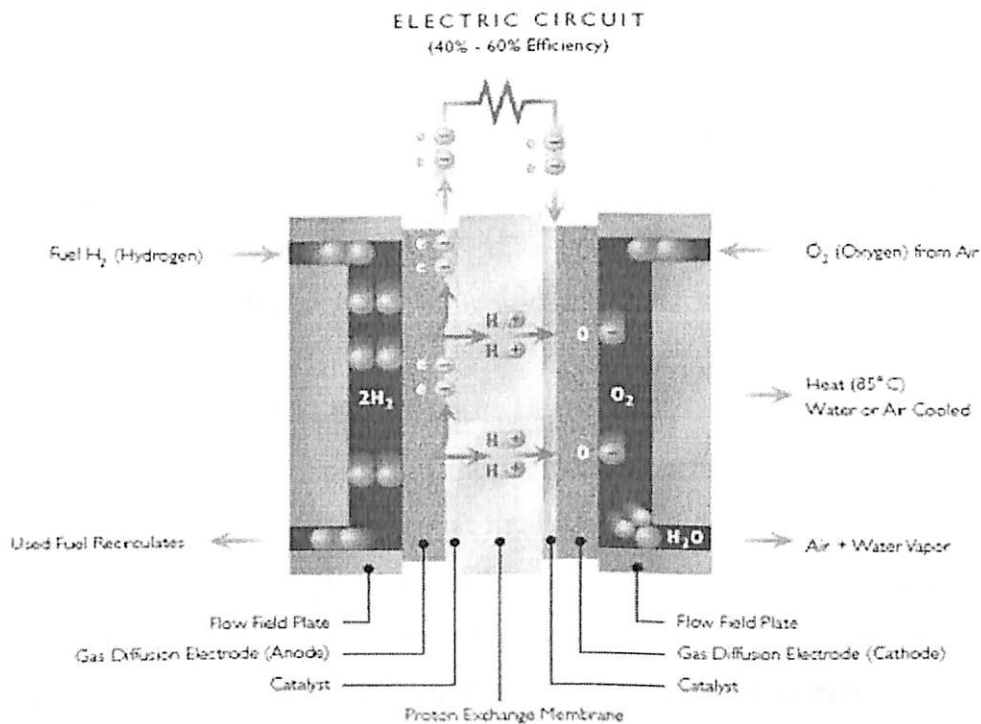 ELECTRIC CIRCUIT
(40% - 60% Efficiency)
e -
e -
e -
e -
Fuel H₂ (Hydrogen)
O₂ (Oxygen) from Air
e -
e -
H +
H +
O -
e -
e -
2H₂
O₂
Heat (85° C)
Water or Air Cooled
H +
H +
O -
Used Fuel Recirculates
H₂O
Air + Water Vapor
Flow Field Plate
Flow Field Plate
Gas Diffusion Electrode (Anode)
Gas Diffusion Electrode (Cathode)
Catalyst
Catalyst
Proton Exchange Membrane